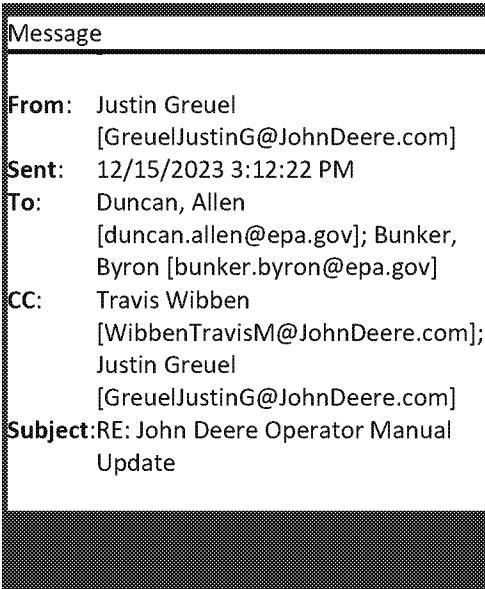 Message
From: Justin Greuel
[GreuelJustinG@JohnDeere.com]
Sent: 12/15/2023 3:12:22 PM
To: Duncan, Allen
[duncan.allen@epa.gov]; Bunker,
Byron [bunker.byron@epa.gov]
CC: Travis Wibben
[WibbenTravisM@JohnDeere.com];
Justin Greuel
[GreuelJustinG@JohnDeere.com]
Subject:RE: John Deere Operator Manual
Update